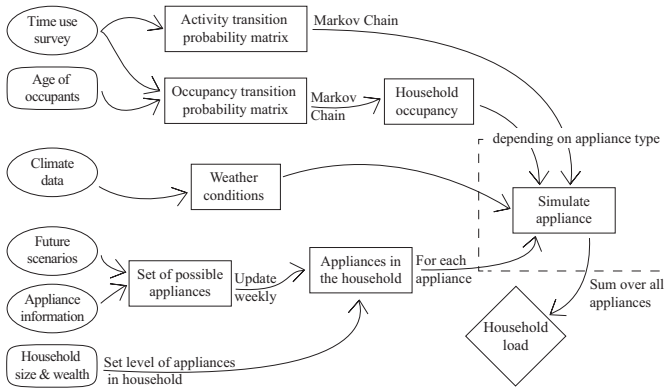 Time use
survey
Activity transition
probability matrix
Markov Chain
Age of
occupants
Occupancy transition
probability matrix
Markov
Chain
Household
occupancy
depending on appliance type
Climate
data
Weather
conditions
Simulate
appliance
Future
scenarios
Set of possible
appliances
Update
weekly
Appliances in
the household
For each
appliance
Appliance
information
Sum over all
appliances
Household
load
Household
size & wealth
Set level of appliances
in household